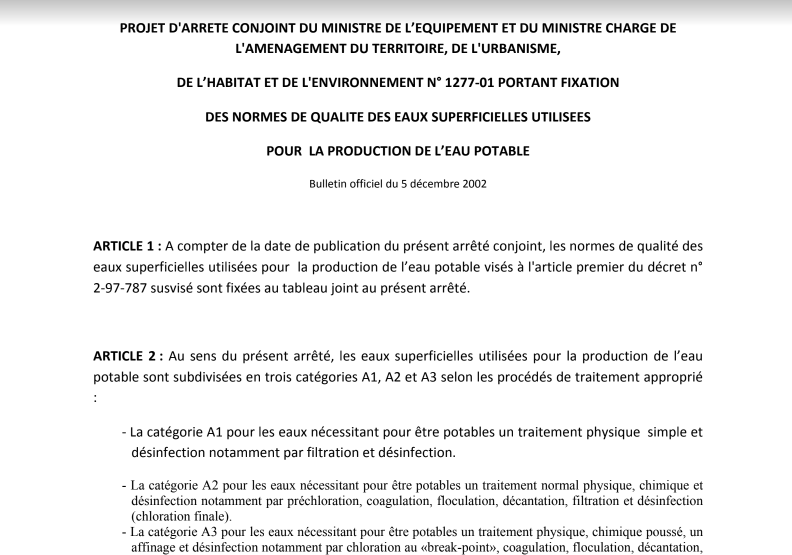 PROJET D'ARRETE CONJOINT DU MINISTRE DE L’EQUIPEMENT ET DU MINISTRE CHARGE DE
L'AMENAGEMENT DU TERRITOIRE, DE L'URBANISME,
DE L’HABITAT ET DE L'ENVIRONNEMENT N° 1277-01 PORTANT FIXATION
DES NORMES DE QUALITE DES EAUX SUPERFICIELLES UTILISEES
POUR LA PRODUCTION DE L’EAU POTABLE
Bulletin officiel du 5 décembre 2002
ARTICLE 1 : A compter de la date de publication du présent arrêté conjoint, les normes de qualité des
eaux superficielles utilisées pour la production de l’eau potable visés à l'article premier du décret n°
2-97-787 susvisé sont fixées au tableau joint au présent arrêté.
ARTICLE 2 : Au sens du présent arrêté, les eaux superficielles utilisées pour la production de l’eau
potable sont subdivisées en trois catégories A1, A2 et A3 selon les procédés de traitement approprié
:
- La catégorie A1 pour les eaux nécessitant pour être potables un traitement physique simple et
désinfection notamment par filtration et désinfection.
- La catégorie A2 pour les eaux nécessitant pour être potables un traitement normal physique, chimique et
désinfection notamment par préchloration, coagulation, floculation, décantation, filtration et désinfection
(chloration finale).
- La catégorie A3 pour les eaux nécessitant pour être potables un traitement physique, chimique poussé, un
affinage et désinfection notamment par chloration au «break-point», coagulation, floculation, décantation,